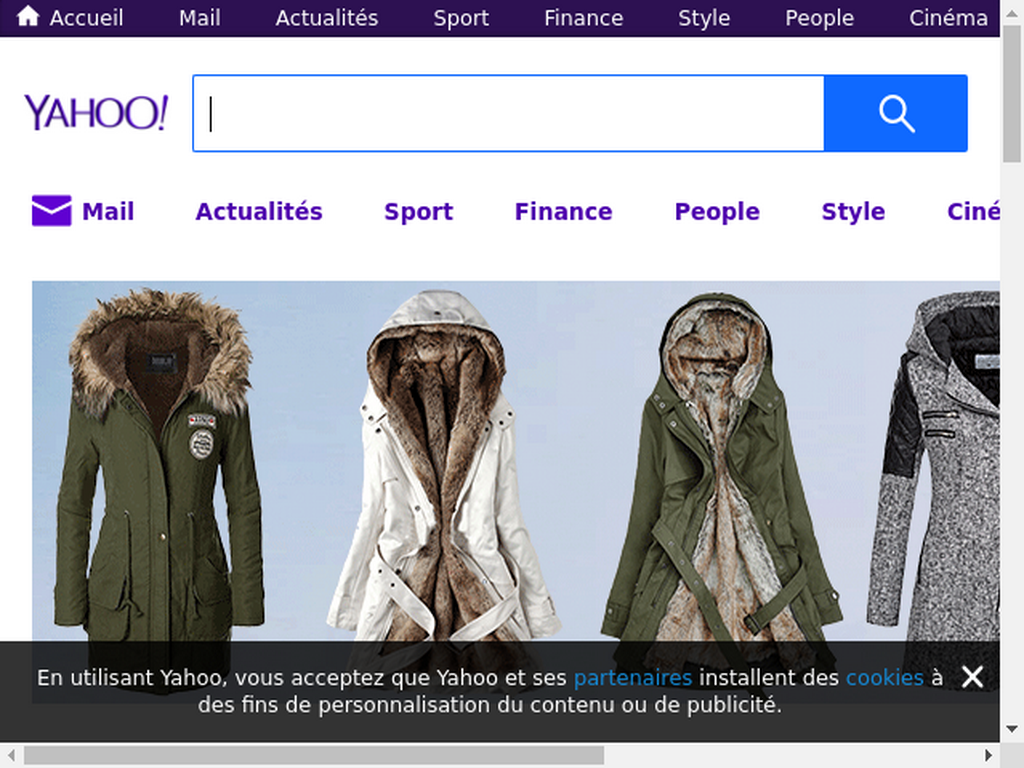 Accueil Mail Actualités Sport Finance Style People Cinéma
YAHOO!
Mail Actualités Sport Finance People Style Ciné
En utilisant Yahoo, vous acceptez que Yahoo et ses partenaires installent des cookies à
des fins de personnalisation du contenu ou de publicité.